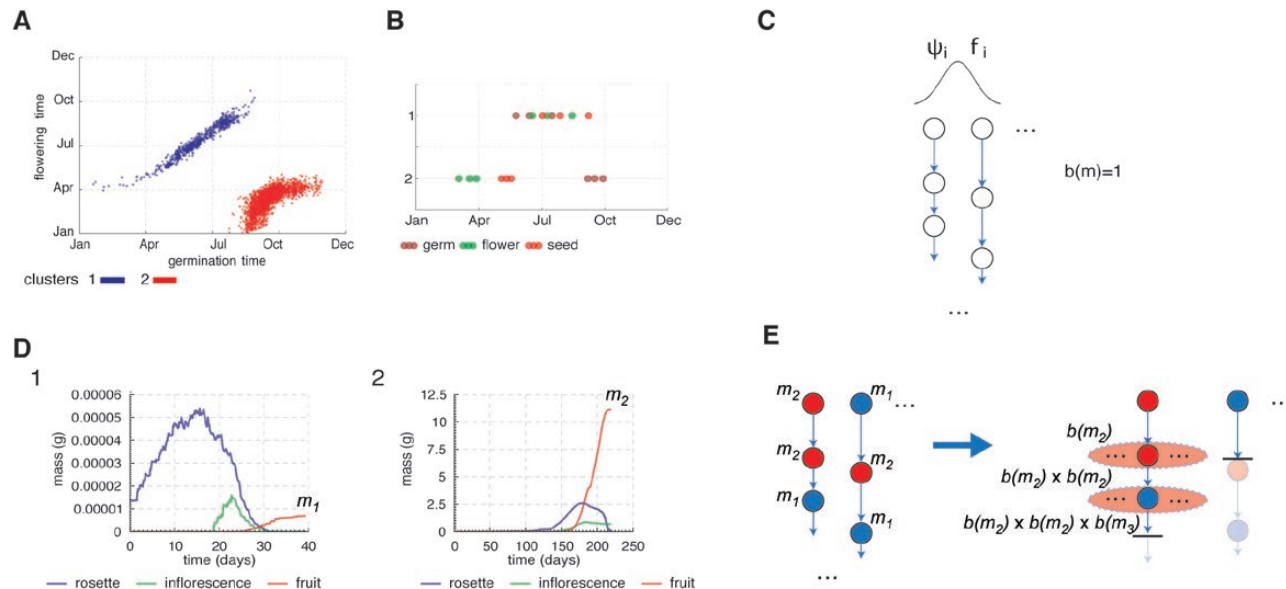 A
Dec
Oct
Jul
Apr
Jan
flowering time
Jan Apr Jul Oct Dec
germination time
clusters 1 2
B
1
2
Jan Apr Jul Oct Dec
germ flower seed
C
ψi fi
...
b(m)=1
...
D
1
0.00006
0.00005
0.00004
0.00003
0.00002
0.00001
0
mass (g)
m1
0 10 20 30 40
time (days)
rosette inflorescence fruit
2
12.5
10
7.5
5
2.5
0
mass (g)
m2
0 50 100 150 200 250
time (days)
rosette inflorescence fruit
E
m2 m1 ...
m2 m2
m1 m1
...
..
b(m2)
... ...
b(m2) x b(m2)
... ...
b(m2) x b(m2) x b(m3)